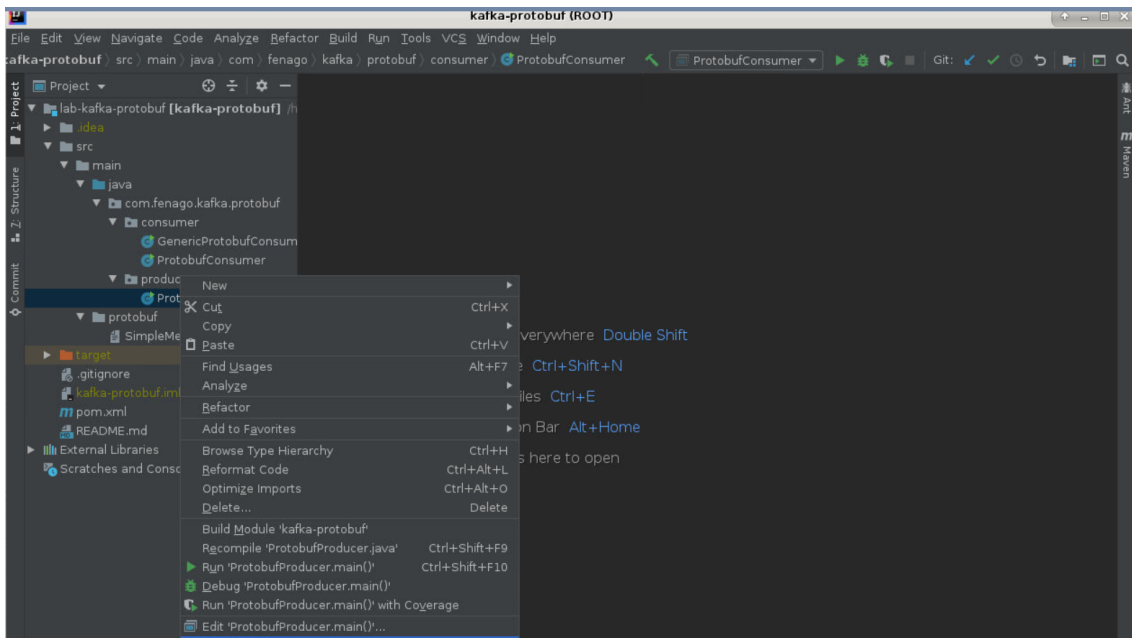 kafka-protobuf (ROOT)
File Edit View Navigate Code Analyze Refactor Build Run Tools VCS Window Help
kafka-protobuf src main java com fenago kafka protobuf consumer ProtobufConsumer ProtobufConsumer Git:
Project
1: Project
Z: Structure
Commit
Ant
Maven
lab-kafka-protobuf [kafka-protobuf] /h
.idea
src
main
java
com.fenago.kafka.protobuf
consumer
GenericProtobufConsum
ProtobufConsumer
produc
Prot
protobuf
SimpleMe
target
.gitignore
kafka-protobuf.iml
pom.xml
README.md
External Libraries
Scratches and Consc
New
Cut Ctrl+X
Copy
Paste Ctrl+V
Find Usages Alt+F7
Analyze
Refactor
Add to Favorites
Browse Type Hierarchy Ctrl+H
Reformat Code Ctrl+Alt+L
Optimize Imports Ctrl+Alt+O
Delete... Delete
Build Module 'kafka-protobuf'
Recompile 'ProtobufProducer.java' Ctrl+Shift+F9
Run 'ProtobufProducer.main()' Ctrl+Shift+F10
Debug 'ProtobufProducer.main()'
Run 'ProtobufProducer.main()' with Coverage
Edit 'ProtobufProducer.main()'...
verywhere Double Shift
e Ctrl+Shift+N
iles Ctrl+E
on Bar Alt+Home
s here to open